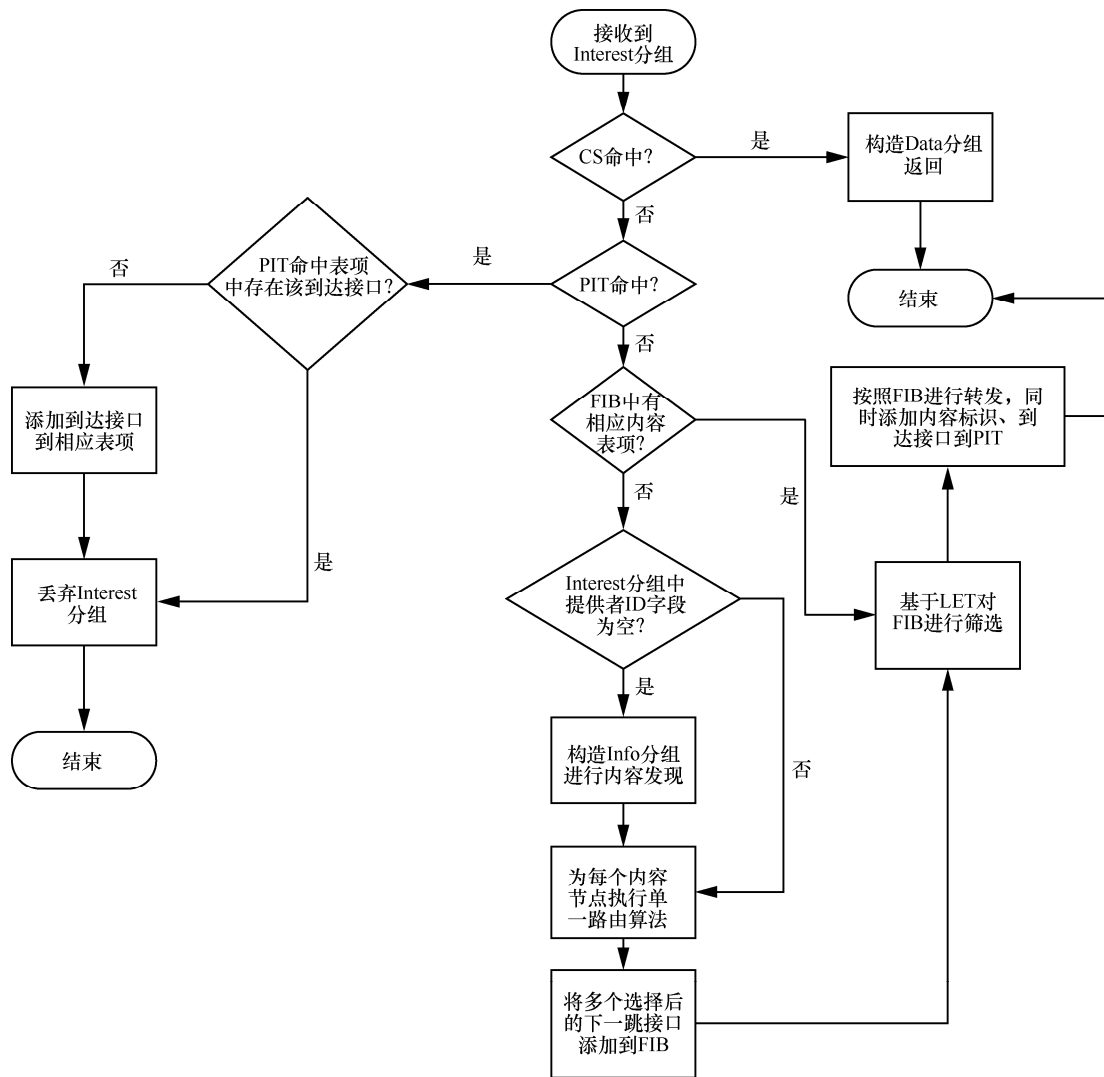 接收到
Interest分组
CS命中?
是
构造Data分组
返回
否
PIT命中表项
中存在该到达接口?
否
是
PIT命中?
结束
否
添加到达接口
到相应表项
FIB中有
相应内容
表项?
按照FIB进行转发，同
时添加内容标识、到
达接口到PIT
是
否
是
丢弃Interest
分组
Interest分组中
提供者ID字段
为空?
基于LET对
FIB进行筛选
是
结束
构造Info分组
进行内容发现
否
为每个内容
节点执行单
一路由算法
将多个选择后
的下一跳接口
添加到FIB